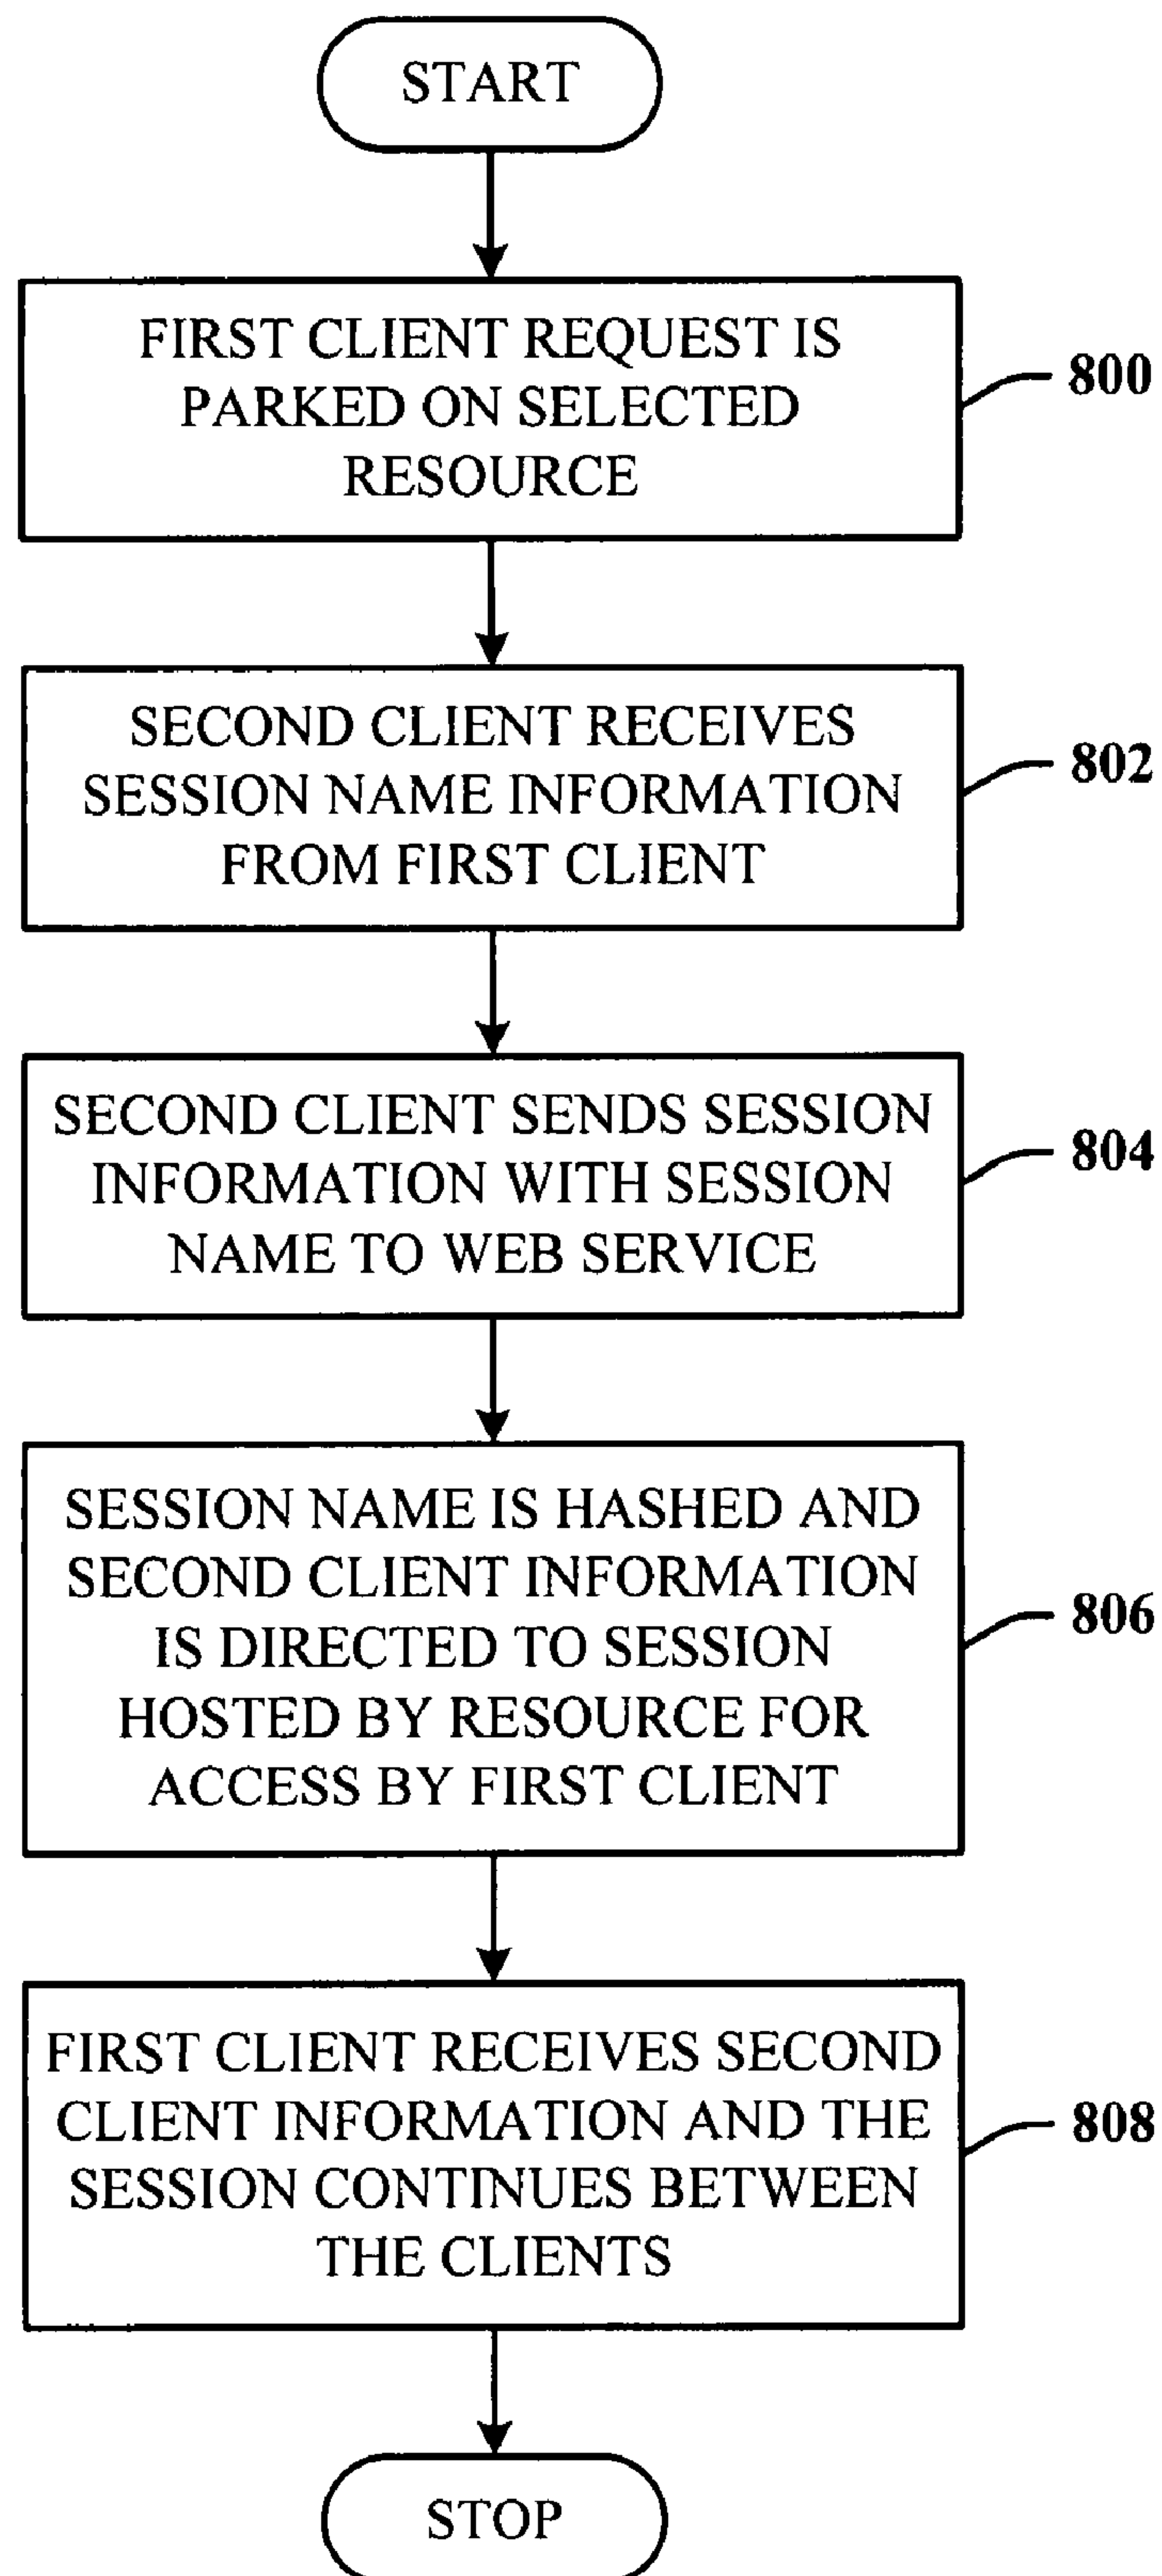 START
FIRST CLIENT REQUEST IS
PARKED ON SELECTED
RESOURCE
800
SECOND CLIENT RECEIVES
SESSION NAME INFORMATION
FROM FIRST CLIENT
802
SECOND CLIENT SENDS SESSION
INFORMATION WITH SESSION
NAME TO WEB SERVICE
804
SESSION NAME IS HASHED AND
SECOND CLIENT INFORMATION
IS DIRECTED TO SESSION
HOSTED BY RESOURCE FOR
ACCESS BY FIRST CLIENT
806
FIRST CLIENT RECEIVES SECOND
CLIENT INFORMATION AND THE
SESSION CONTINUES BETWEEN
THE CLIENTS
808
STOP